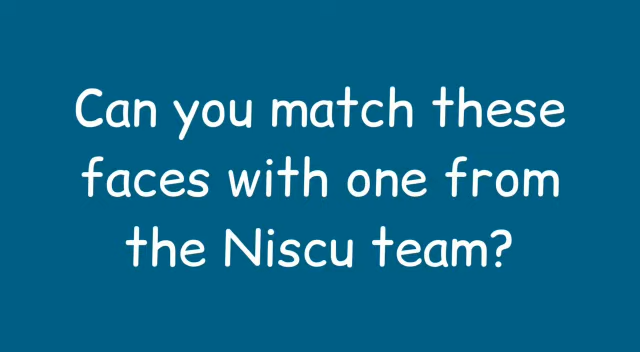 Can you match these
faces with one from
the Niscu team?